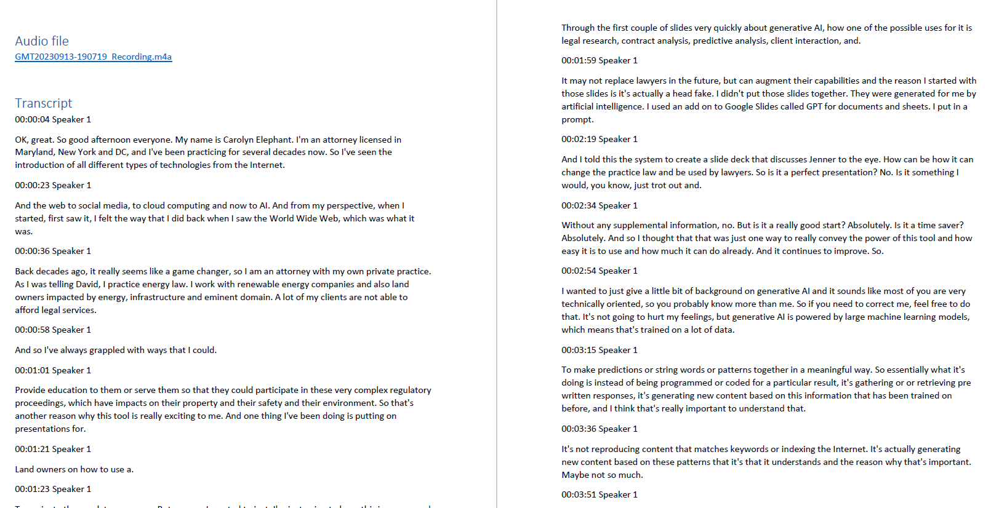 Audio file
GMT20230913-190719_Recording.m4a
Transcript
00:00:04 Speaker 1
OK, great. So good afternoon everyone. My name is Carolyn Elephant. I'm an attorney licensed in
Maryland, New York and DC, and I've been practicing for several decades now. So I've seen the
introduction of all different types of technologies from the Internet.
00:00:23 Speaker 1
And the web to social media, to cloud computing and now to AI. And from my perspective, when I
started, first saw it, I felt the way that I did back when I saw the World Wide Web, which was what it
was.
00:00:36 Speaker 1
Back decades ago, it really seems like a game changer, so I am an attorney with my own private practice.
As I was telling David, I practice energy law. I work with renewable energy companies and also land
owners impacted by energy, infrastructure and eminent domain. A lot of my clients are not able to
afford legal services.
00:00:58 Speaker 1
And so I've always grappled with ways that I could.
00:01:01 Speaker 1
Provide education to them or serve them so that they could participate in these very complex regulatory
proceedings, which have impacts on their property and their safety and their environment. So that's
another reason why this tool is really exciting to me. And one thing I've been doing is putting on
presentations for.
00:01:21 Speaker 1
Land owners on how to use a.
00:01:23 Speaker 1
Through the first couple of slides very quickly about generative AI, how one of the possible uses for it is
legal research, contract analysis, predictive analysis, client interaction, and.
00:01:59 Speaker 1
It may not replace lawyers in the future, but can augment their capabilities and the reason I started with
those slides is it's actually a head fake. I didn't put those slides together. They were generated for me by
artificial intelligence. I used an add on to Google Slides called GPT for documents and sheets. I put in a
prompt.
00:02:19 Speaker 1
And I told this the system to create a slide deck that discusses Jenner to the eye. How can be how it can
change the practice law and be used by lawyers. So is it a perfect presentation? No. Is it something I
would, you know, just trot out and.
00:02:34 Speaker 1
Without any supplemental information, no. But is it a really good start? Absolutely. Is it a time saver?
Absolutely. And so I thought that that was just one way to really convey the power of this tool and how
easy it is to use and how much it can do already. And it continues to improve. So.
00:02:54 Speaker 1
I wanted to just give a little bit of background on generative AI and it sounds like most of you are very
technically oriented, so you probably know more than me. So if you need to correct me, feel free to do
that. It's not going to hurt my feelings, but generative AI is powered by large machine learning models,
which means that's trained on a lot of data.
00:03:15 Speaker 1
To make predictions or string words or patterns together in a meaningful way. So essentially what it's
doing is instead of being programmed or coded for a particular result, it's gathering or or retrieving pre
written responses, it's generating new content based on this information that has been trained on
before, and I think that's really important to understand that.
00:03:36 Speaker 1
It's not reproducing content that matches keywords or indexing the Internet. It's actually generating
new content based on these patterns that it's that it understands and the reason why that's important.
Maybe not so much.
00:03:51 Speaker 1